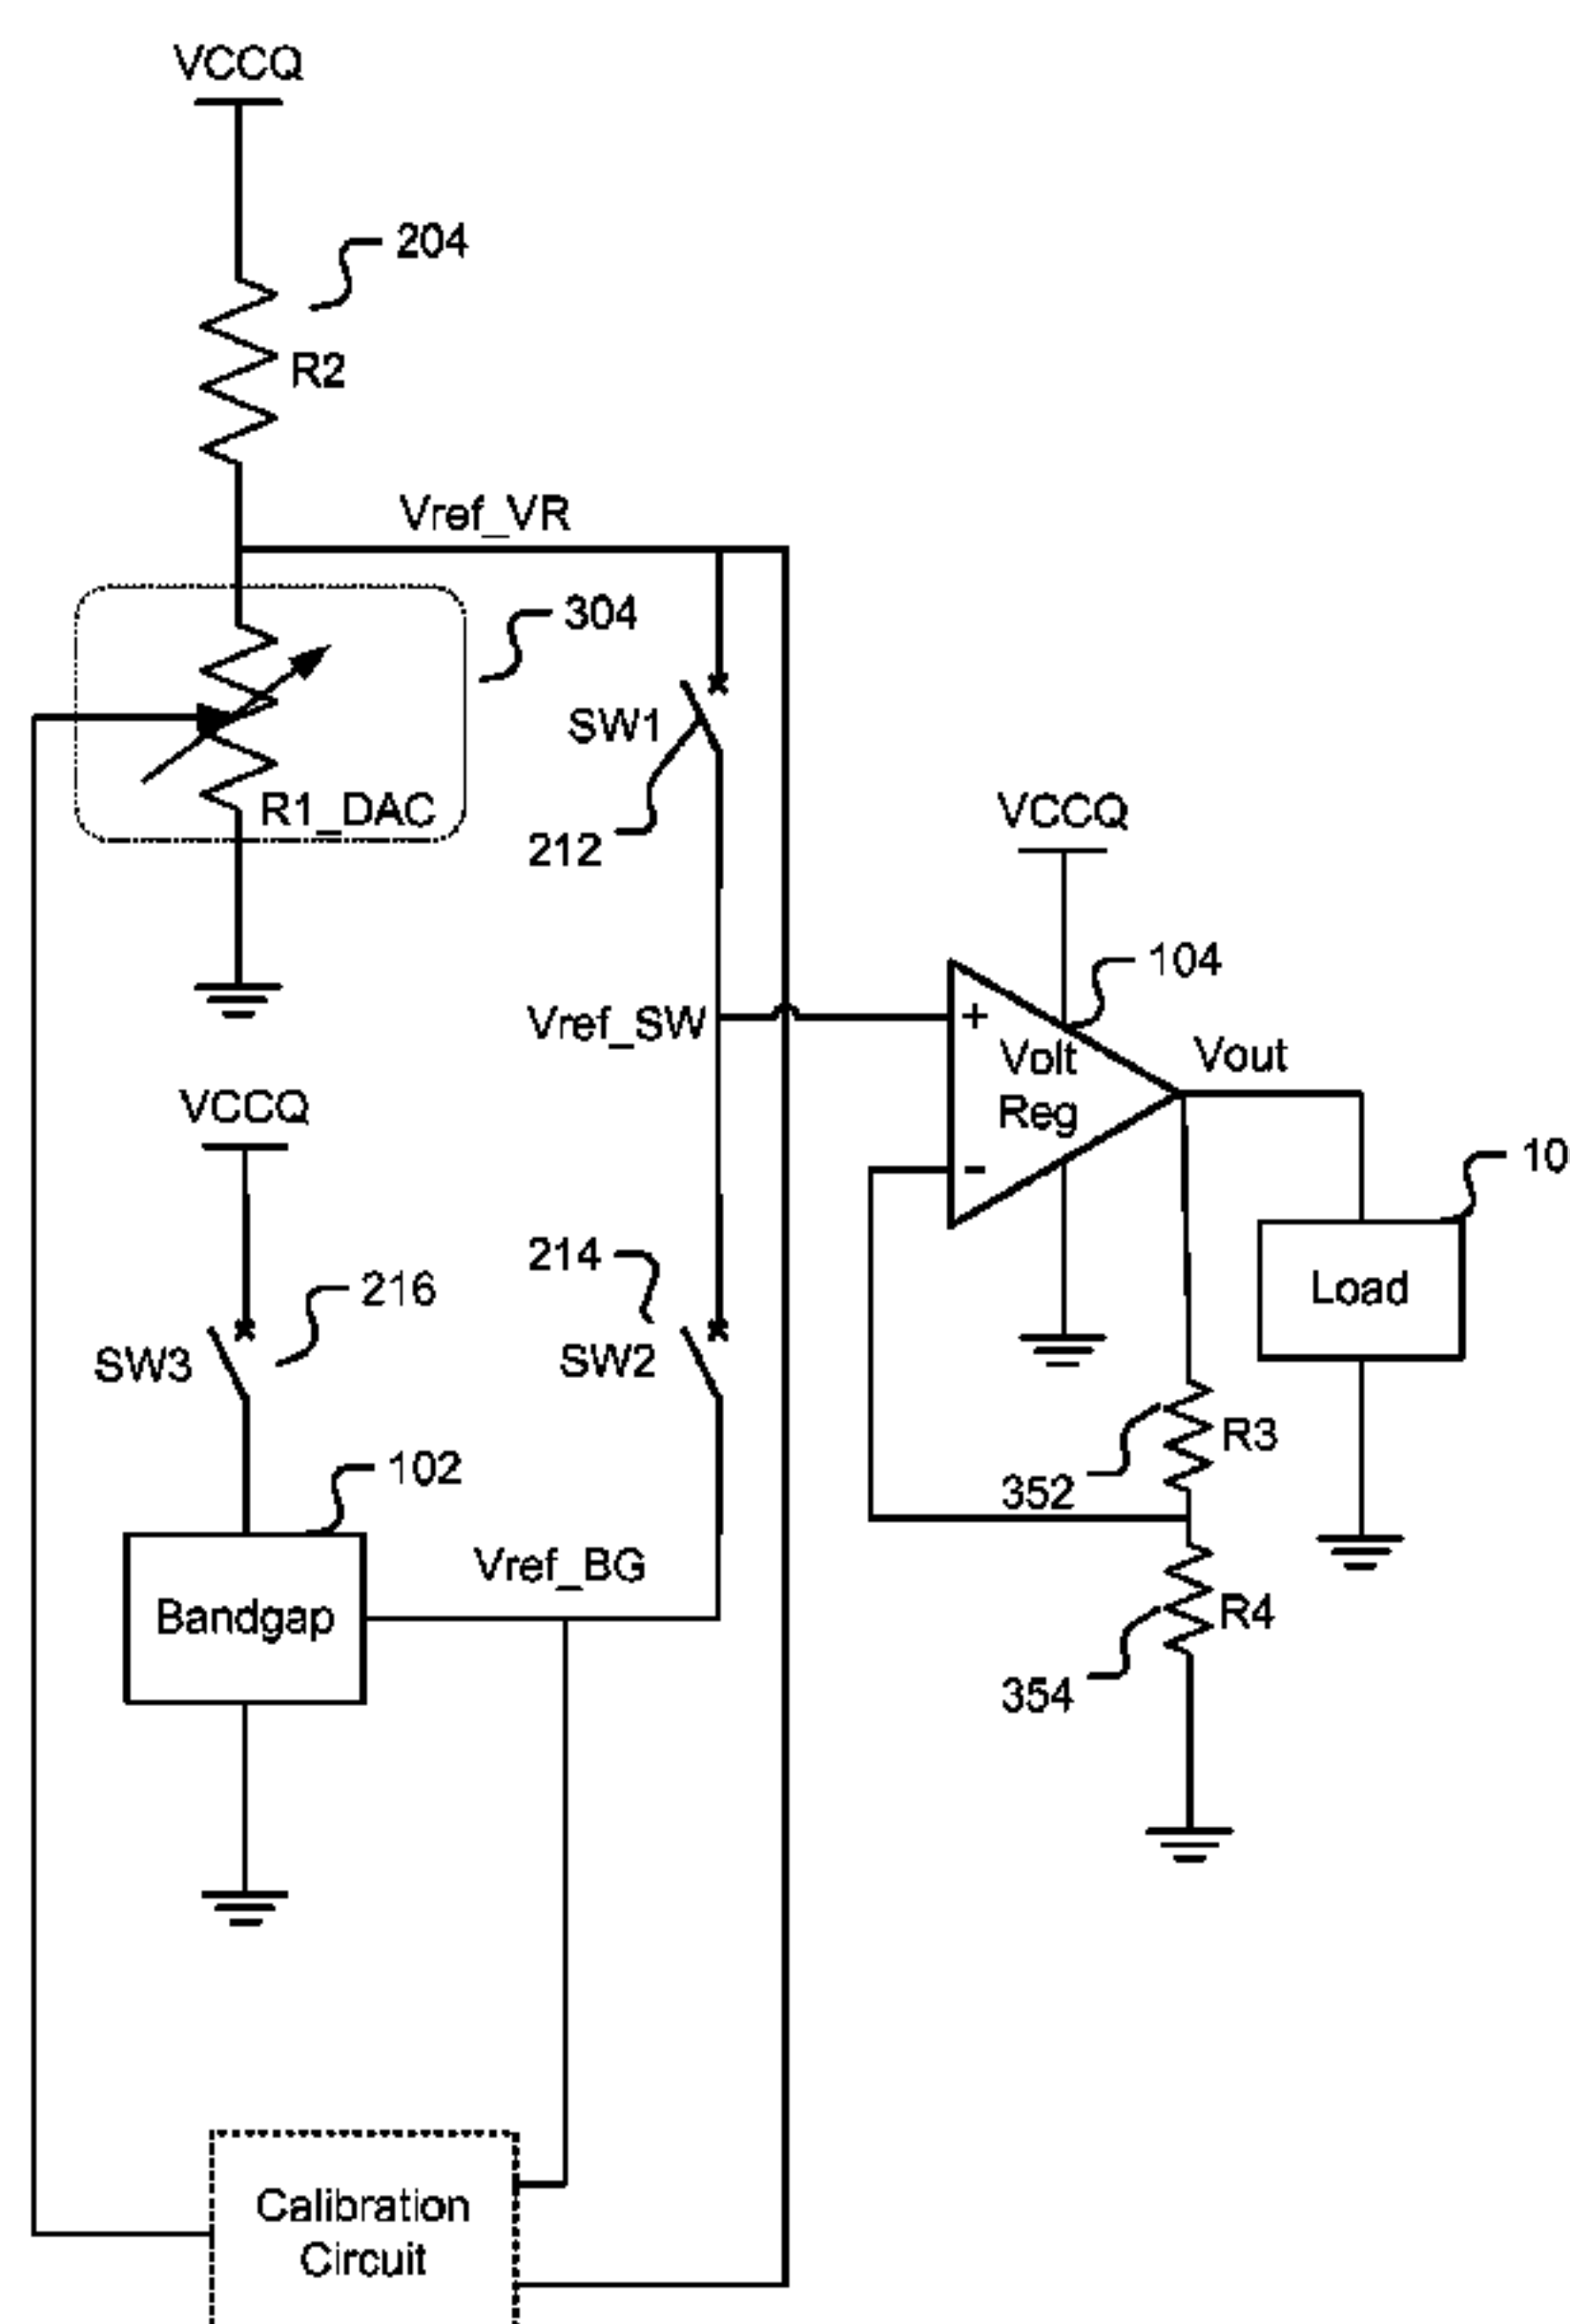 VCCQ
204
R2
Vref_VR
304
SW1
R1_DAC
212
VCCQ
104
Vref_SW
+
Volt
Reg
Vout
-
VCCQ
10
214
216
Load
SW3
SW2
R3
102
352
Vref_BG
Bandgap
R4
354
Calibration
Circuit